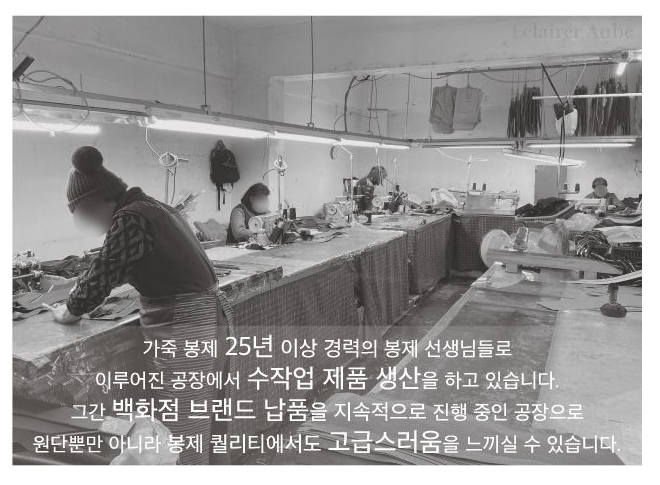 Eclairer Aube
가죽 봉제 25년 이상 경력의 봉제 선생님들로
이루어진 공장에서 수작업 제품 생산을 하고 있습니다.
그간 백화점 브랜드 납품을 지속적으로 진행 중인 공장으로
원단뿐만 아니라 봉제 퀄리티에서도 고급스러움을 느끼실 수 있습니다.